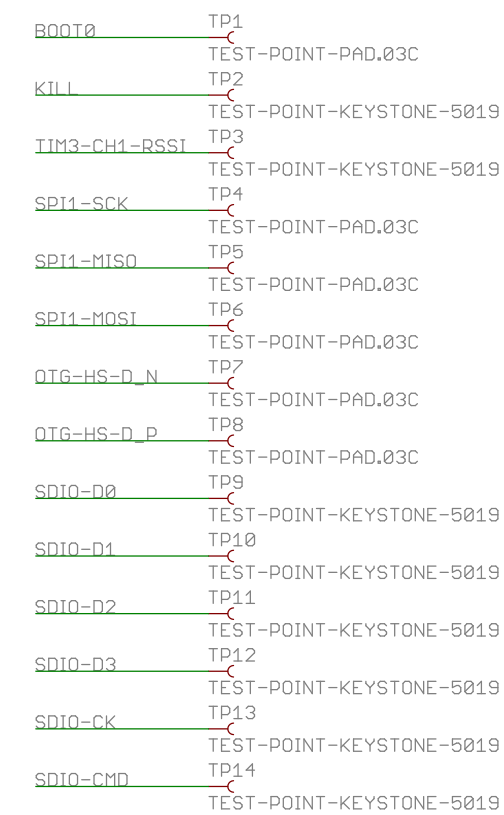 TP1
BOOT0
TEST-POINT-PAD.03C
TP2
KILL
TEST-POINT-KEYSTONE-5019
TP3
TIM3-CH1-RSSI
TEST-POINT-KEYSTONE-5019
TP4
SPI1-SCK
TEST-POINT-PAD.03C
TP5
SPI1-MISO
TEST-POINT-PAD.03C
TP6
SPI1-MOSI
TEST-POINT-PAD.03C
TP7
OTG-HS-D_N
TEST-POINT-PAD.03C
TP8
OTG-HS-D_P
TEST-POINT-PAD.03C
TP9
SDIO-D0
TEST-POINT-KEYSTONE-5019
TP10
SDIO-D1
TEST-POINT-KEYSTONE-5019
TP11
SDIO-D2
TEST-POINT-KEYSTONE-5019
TP12
SDIO-D3
TEST-POINT-KEYSTONE-5019
TP13
SDIO-CK
TEST-POINT-KEYSTONE-5019
TP14
SDIO-CMD
TEST-POINT-KEYSTONE-5019